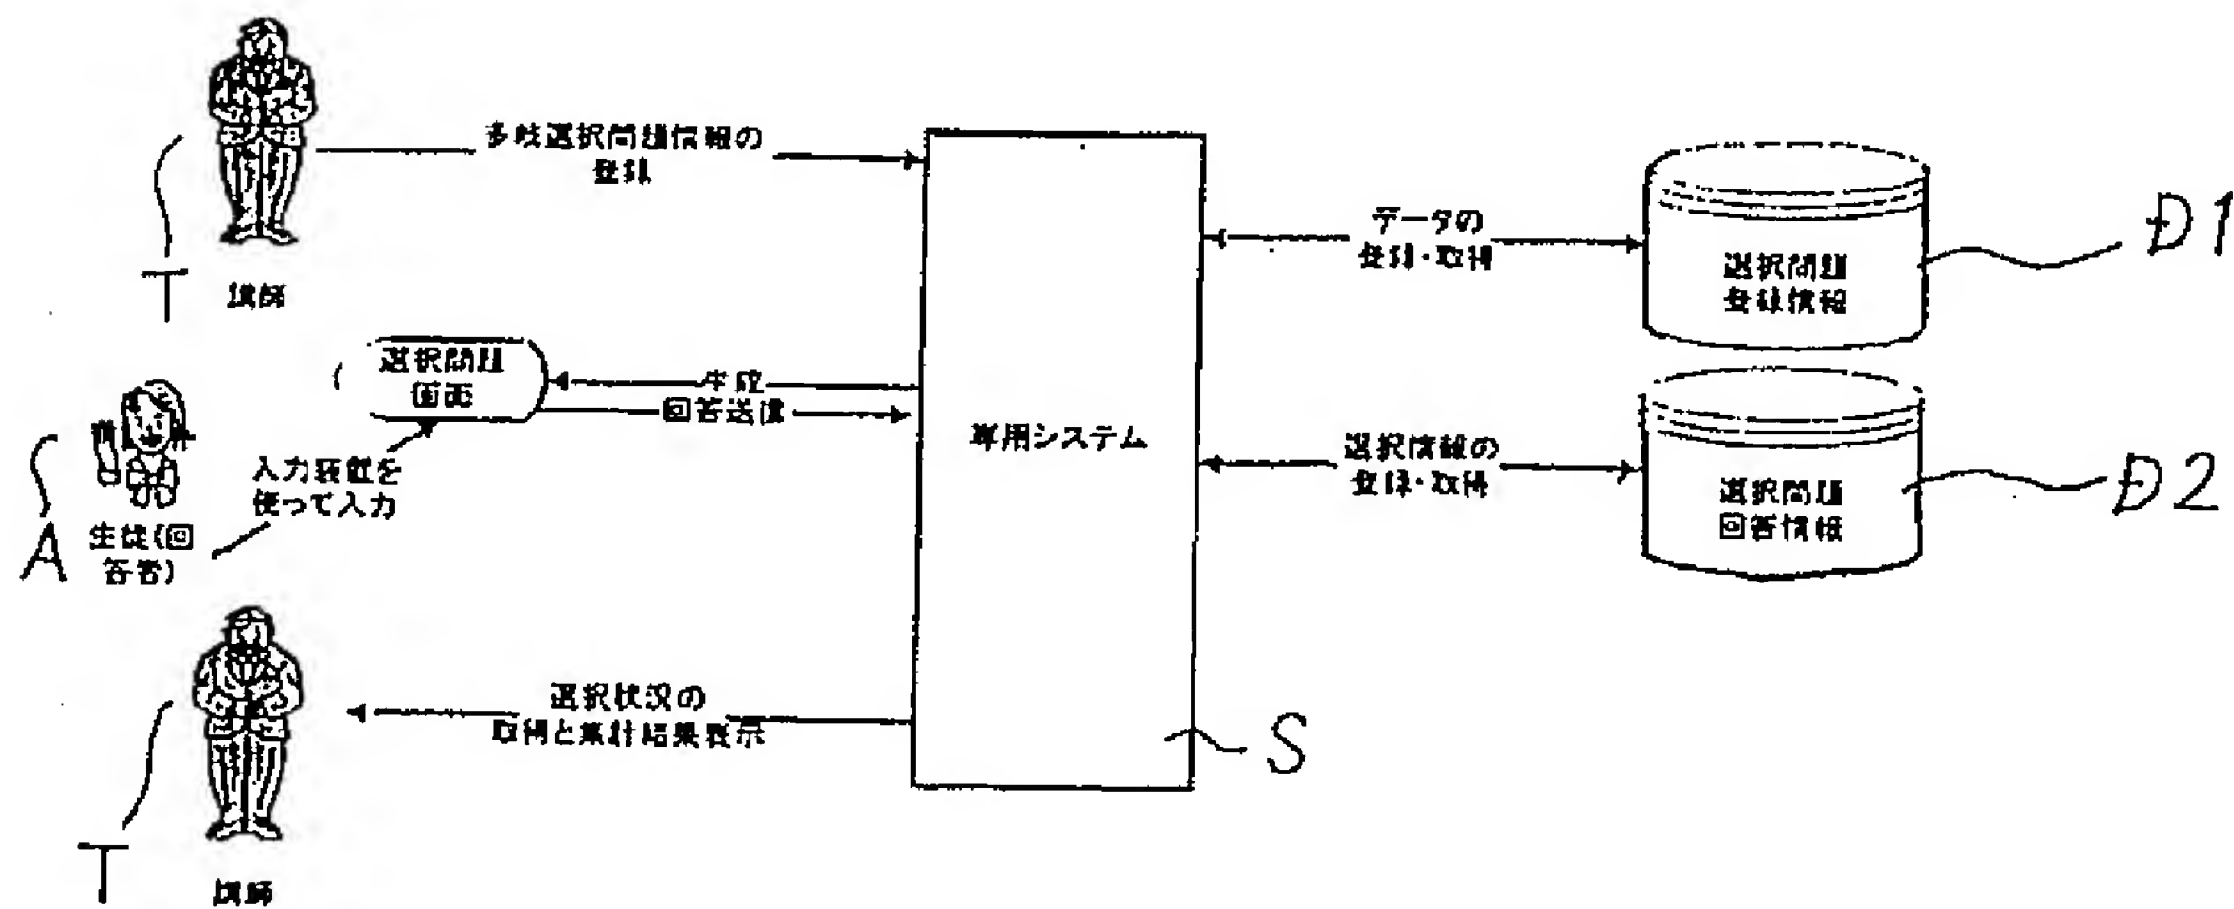 多岐選択問題情報の
登録
T
講師
データの
登録・取得
選択問題
登録情報
D1
選択問題
画面
生成
回答送信
専用システム
A
生徒(回
答者)
入力装置を
使って入力
選択情報の
登録・取得
選択問題
回答情報
D2
選択状況の
取得と集計結果表示
S
T
講師